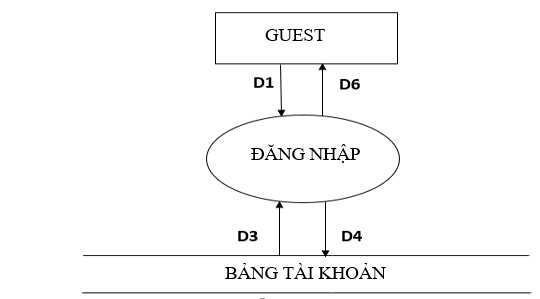 GUEST
D1 D6
ĐĂNG NHẬP
D3 D4
BẢNG TÀI KHOẢN